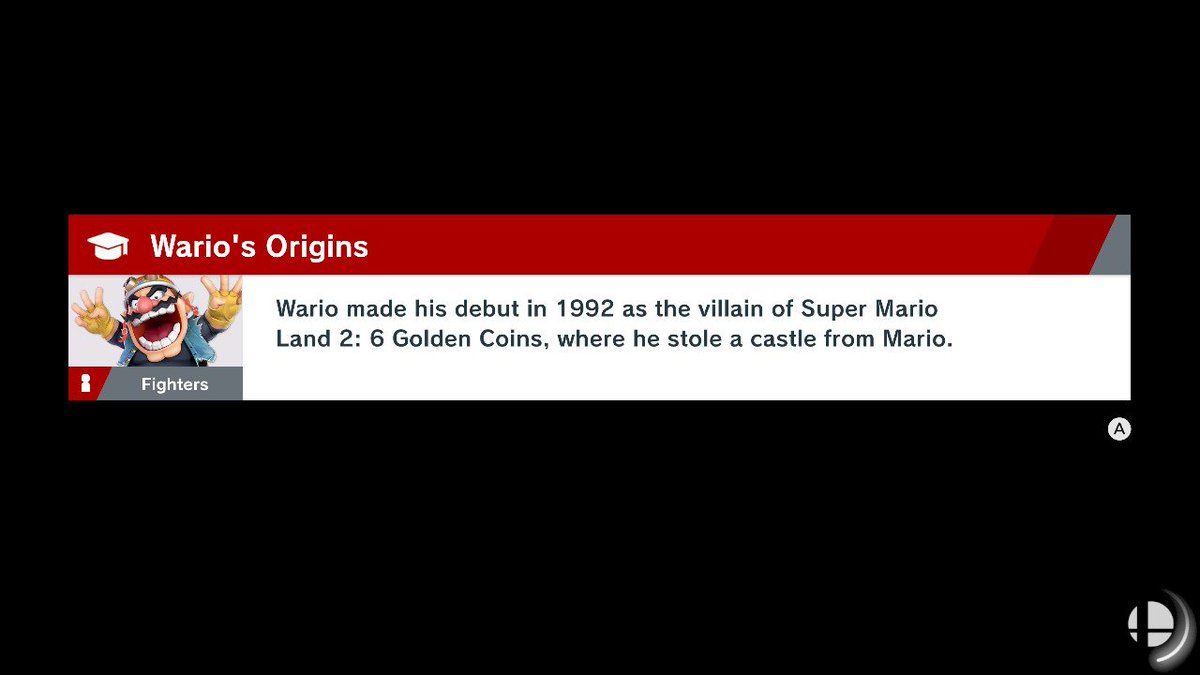 Wario's Origins
Wario made his debut in 1992 as the villain of Super Mario
Land 2: 6 Golden Coins, where he stole a castle from Mario.
Fighters
A